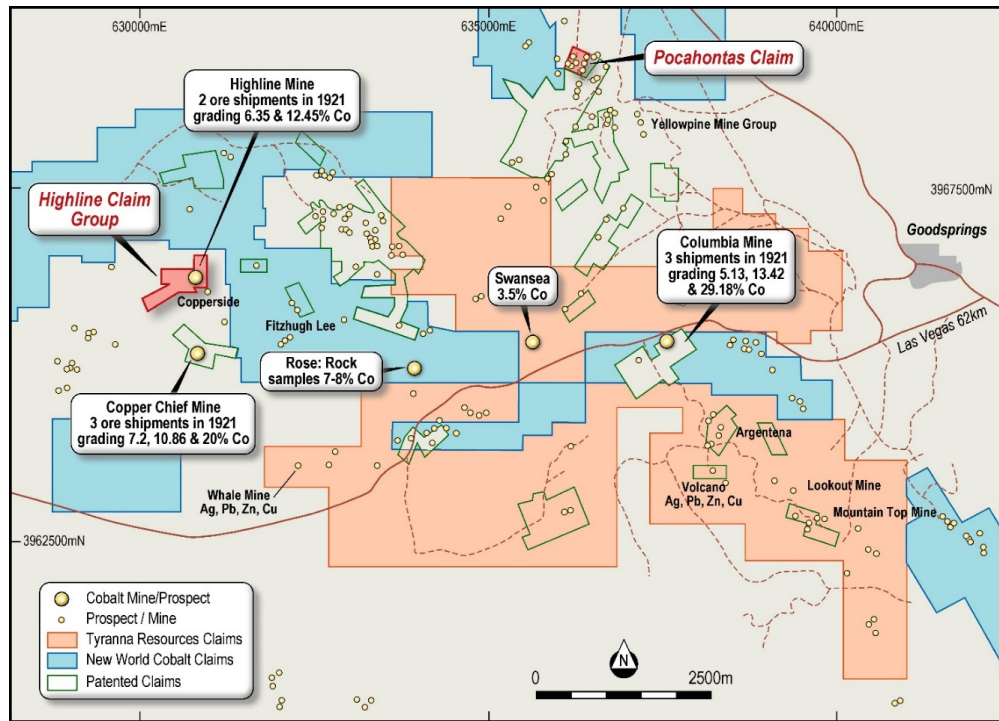 630000mE
635000mE
640000mE
Highline Mine
2 ore shipments in 1921
grading 6.35 & 12.45% Co
Pocahontas Claim
Yellowpine Mine Group
3967500mN
Highline Claim
Group
Goodsprings
Columbia Mine
3 shipments in 1921
grading 5.13, 13.42
& 29.18% Co
Swansea
3.5% Co
Copperside
Fitzhugh Lee
Las Vegas 62km
Rose: Rock
samples 7-8% Co
Copper Chief Mine
3 ore shipments in 1921
grading 7.2, 10.86 & 20% Co
Argentena
Whale Mine
Ag, Pb, Zn, Cu
Volcano
Ag, Pb, Zn, Cu
Lookout Mine
Mountain Top Mine
3962500mN
Cobalt Mine/Prospect
Prospect / Mine
Tyranna Resources Claims
New World Cobalt Claims
Patented Claims
N
0
2500m